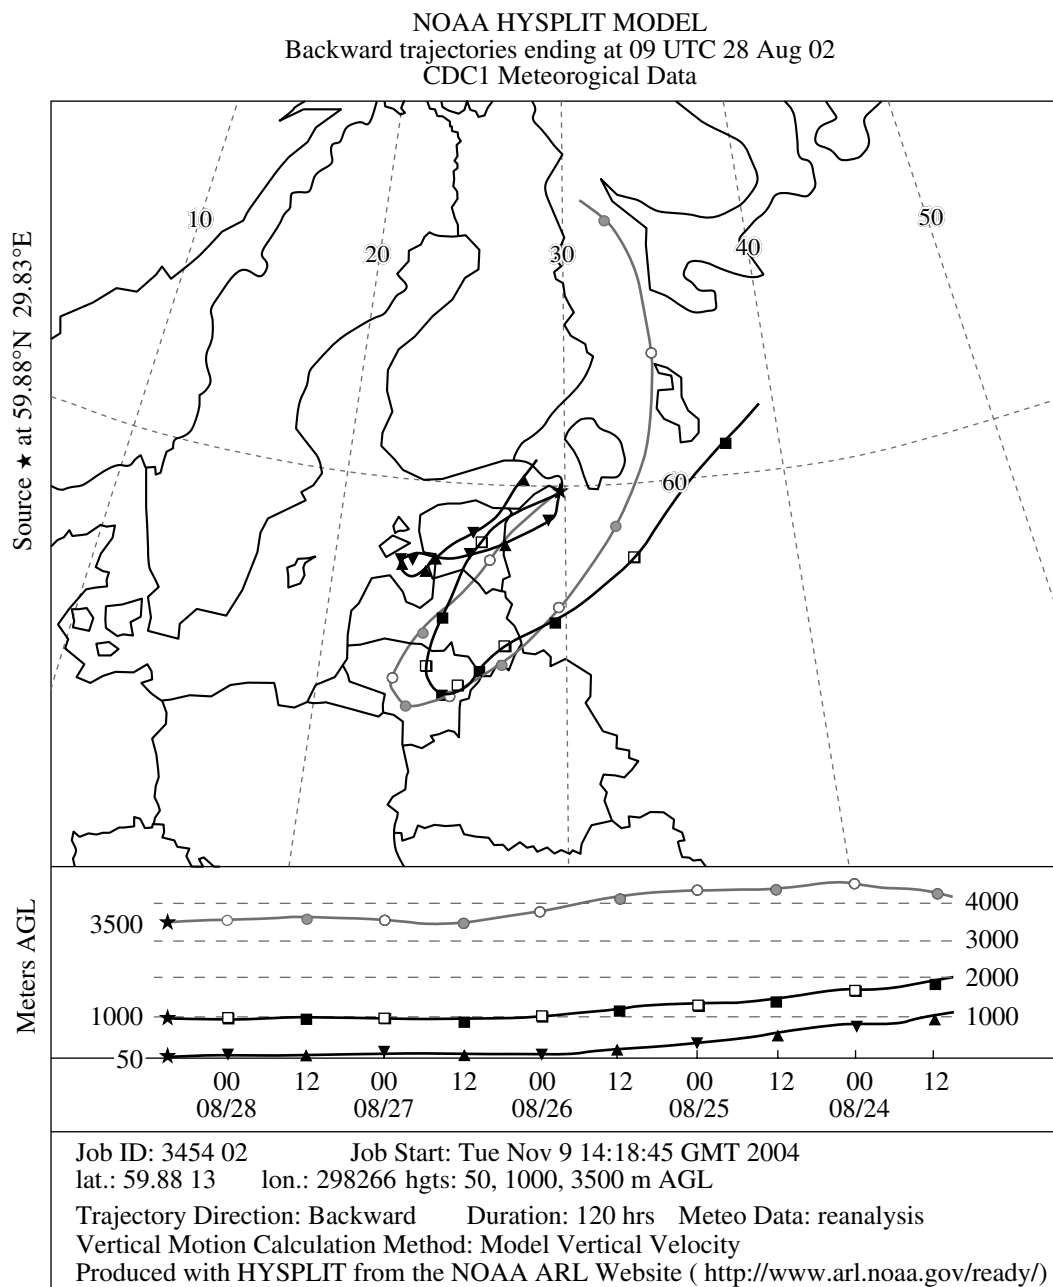 NOAA HYSPLIT MODEL
Backward trajectories ending at 09 UTC 28 Aug 02
CDC1 Meteorogical Data
Source ★ at 59.88°N 29.83°E
10
20
30
40
50
60
Meters AGL
3500
1000
50
4000
3000
2000
1000
00 12 00 12 00 12 00 12 00 12
08/28 08/27 08/26 08/25 08/24
Job ID: 3454 02 Job Start: Tue Nov 9 14:18:45 GMT 2004
lat.: 59.88 13 lon.: 298266 hgts: 50, 1000, 3500 m AGL
Trajectory Direction: Backward Duration: 120 hrs Meteo Data: reanalysis
Vertical Motion Calculation Method: Model Vertical Velocity
Produced with HYSPLIT from the NOAA ARL Website ( http://www.arl.noaa.gov/ready/)